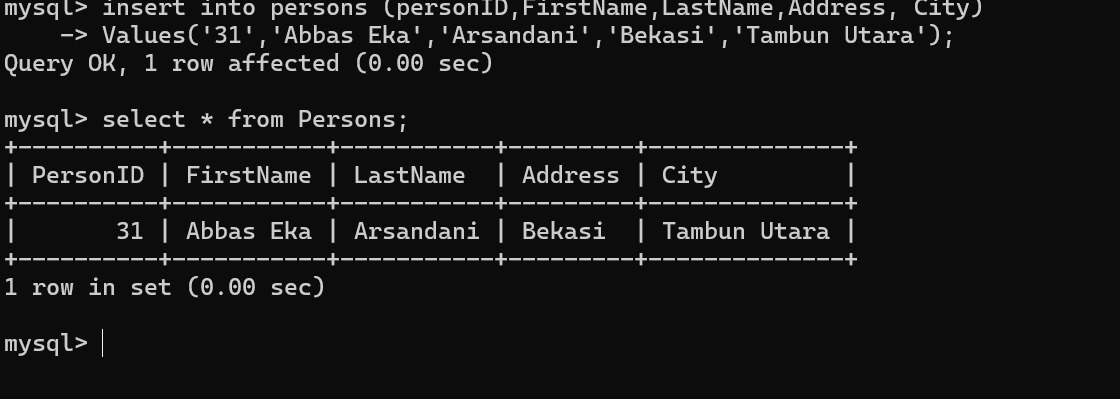 mysql> insert into persons (personID,FirstName,LastName,Address, City)
    -> Values('31','Abbas Eka','Arsandani','Bekasi','Tambun Utara');
Query OK, 1 row affected (0.00 sec)

mysql> select * from Persons;
+----------+-----------+-----------+---------+--------------+
| PersonID | FirstName | LastName  | Address | City         |
+----------+-----------+-----------+---------+--------------+
|       31 | Abbas Eka | Arsandani | Bekasi  | Tambun Utara |
+----------+-----------+-----------+---------+--------------+
1 row in set (0.00 sec)

mysql>